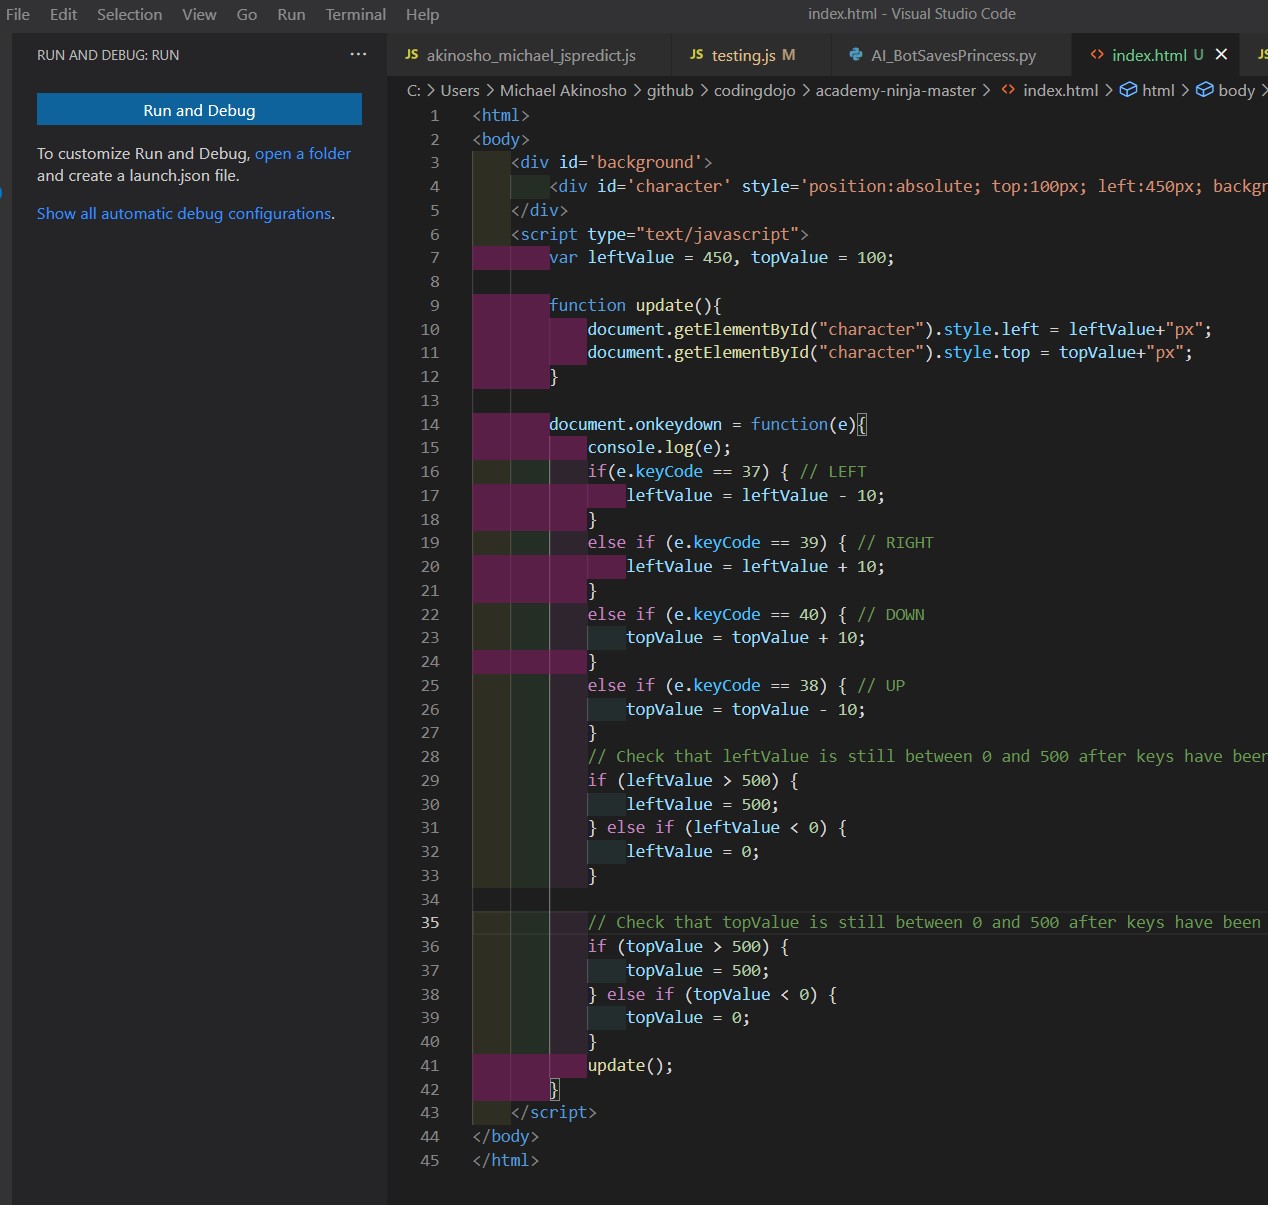 File Edit Selection View Go Run Terminal Help index.html - Visual Studio Code
RUN AND DEBUG: RUN ···
Run and Debug
To customize Run and Debug, open a folder
and create a launch.json file.
Show all automatic debug configurations.
JS akinosho_michael_jspredict.js JS testing.js M AI_BotSavesPrincess.py <> index.html U × JS
C: > Users > Michael Akinosho > github > codingdojo > academy-ninja-master > <> index.html > html > body >
1 <html>
2 <body>
3 <div id='background'>
4 <div id='character' style='position:absolute; top:100px; left:450px; backgr
5 </div>
6 <script type="text/javascript">
7 var leftValue = 450, topValue = 100;
8
9 function update(){
10 document.getElementById("character").style.left = leftValue+"px";
11 document.getElementById("character").style.top = topValue+"px";
12 }
13
14 document.onkeydown = function(e){
15 console.log(e);
16 if(e.keyCode == 37) { // LEFT
17 leftValue = leftValue - 10;
18 }
19 else if (e.keyCode == 39) { // RIGHT
20 leftValue = leftValue + 10;
21 }
22 else if (e.keyCode == 40) { // DOWN
23 topValue = topValue + 10;
24 }
25 else if (e.keyCode == 38) { // UP
26 topValue = topValue - 10;
27 }
28 // Check that leftValue is still between 0 and 500 after keys have been
29 if (leftValue > 500) {
30 leftValue = 500;
31 } else if (leftValue < 0) {
32 leftValue = 0;
33 }
34
35 // Check that topValue is still between 0 and 500 after keys have been
36 if (topValue > 500) {
37 topValue = 500;
38 } else if (topValue < 0) {
39 topValue = 0;
40 }
41 update();
42 }
43 </script>
44 </body>
45 </html>